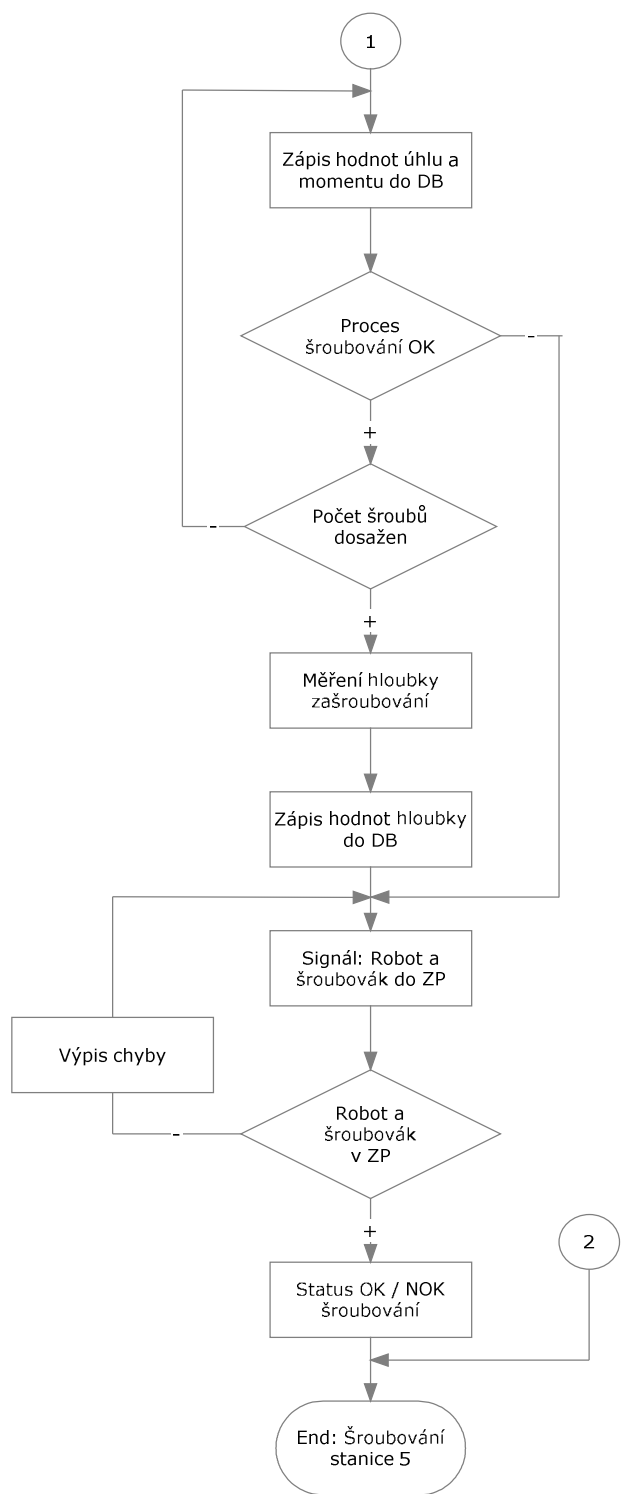 1
Zápis hodnot úhlu a
momentu do DB
Proces
šroubování OK
-
+
Počet šroubů
dosažen
-
+
Měření hloubky
zašroubování
Zápis hodnot hloubky
do DB
Signál: Robot a
šroubovák do ZP
Výpis chyby
Robot a
šroubovák
v ZP
-
+
2
Status OK / NOK
šroubování
End: Šroubování
stanice 5